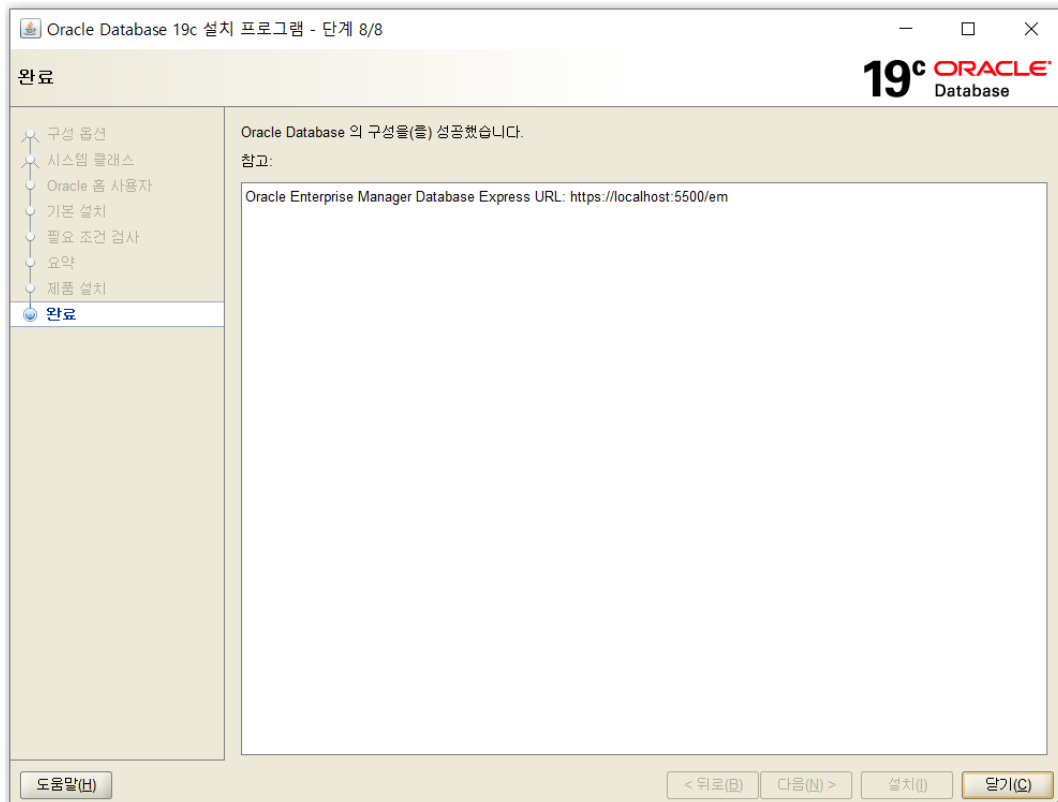 Oracle Database 19c 설치 프로그램 - 단계 8/8
완료
19c ORACLE Database
구성 옵션
시스템 클래스
Oracle 홈 사용자
기본 설치
필요 조건 검사
요약
제품 설치
완료
Oracle Database 의 구성을(를) 성공했습니다.
참고:
Oracle Enterprise Manager Database Express URL: https://localhost:5500/em
도움말(H)
< 뒤로(B) 다음(N) > 설치(I) 닫기(C)